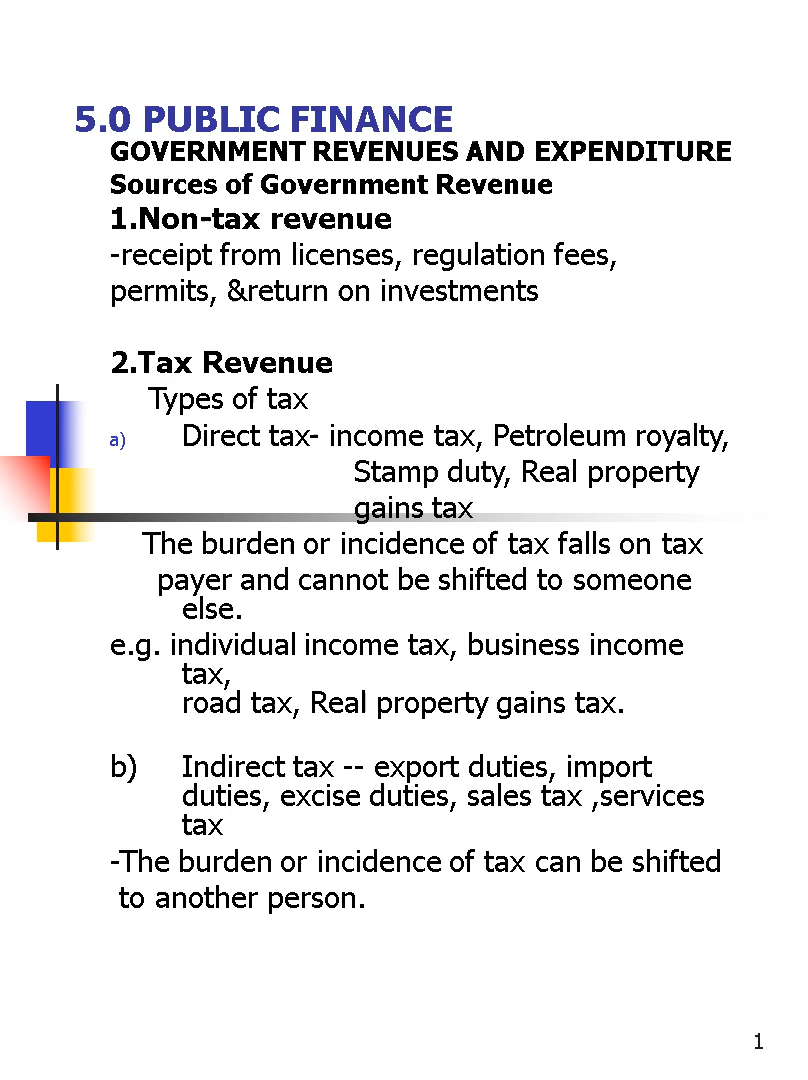 5.0 PUBLIC FINANCE
GOVERNMENT REVENUES AND EXPENDITURE
Sources of Government Revenue
1.Non-tax revenue
-receipt from licenses, regulation fees,
permits, &return on investments
2.Tax Revenue
Types of tax
a) Direct tax- income tax, Petroleum royalty,
Stamp duty, Real property
gains tax
The burden or incidence of tax falls on tax
payer and cannot be shifted to someone
else.
e.g. individual income tax, business income
tax,
road tax, Real property gains tax.
b) Indirect tax -- export duties, import
duties, excise duties, sales tax ,services
tax
-The burden or incidence of tax can be shifted
to another person.
1